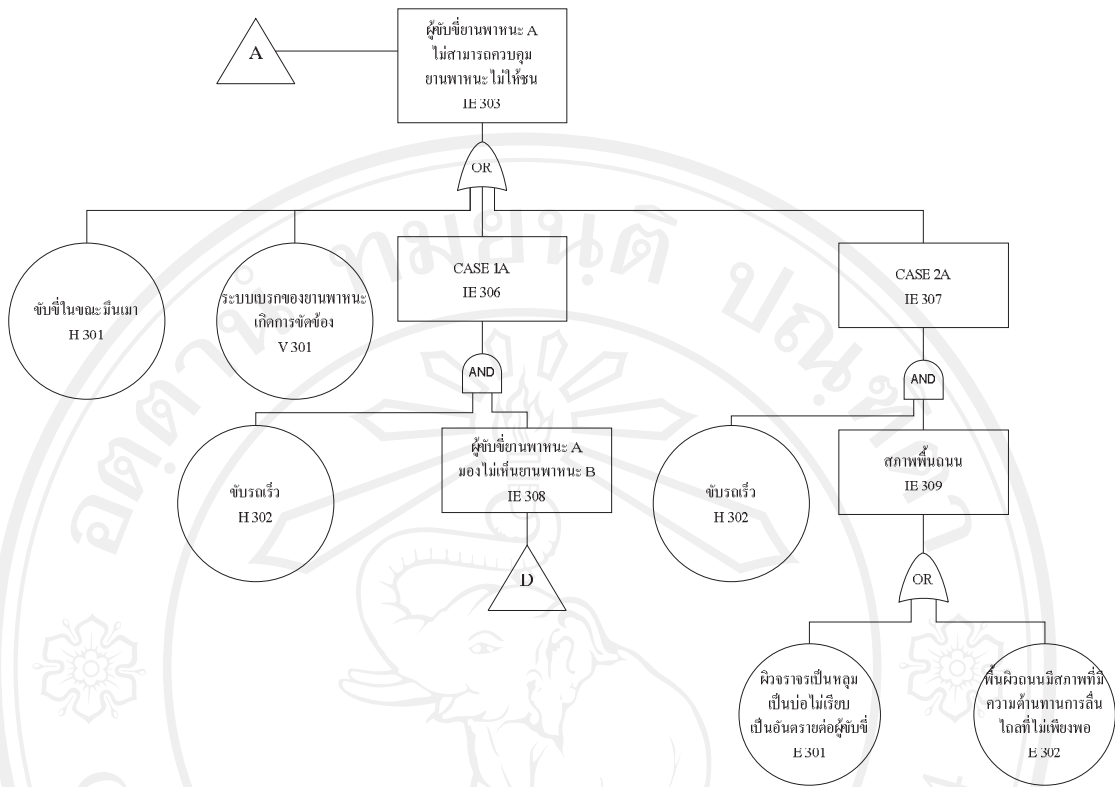 A
ผู้ขับขี่ยานพาหนะ A
ไม่สามารถควบคุม
ยานพาหนะไม่ให้ชน
IE 303
OR
ขับขี่ในขณะมึนเมา
H 301
ระบบเบรกของยานพาหนะ
เกิดการขัดข้อง
V 301
CASE 1A
IE 306
CASE 2A
IE 307
AND
AND
ขับรถเร็ว
H 302
ผู้ขับขี่ยานพาหนะ A
มองไม่เห็นยานพาหนะ B
IE 308
ขับรถเร็ว
H 302
สภาพพื้นถนน
IE 309
D
OR
ผิวจราจรเป็นหลุม
เป็นบ่อไม่เรียบ
เป็นอันตรายต่อผู้ขับขี่
E 301
พื้นผิวถนนมีสภาพที่มี
ความต้านทานการลื่น
ไถลที่ไม่เพียงพอ
E 302